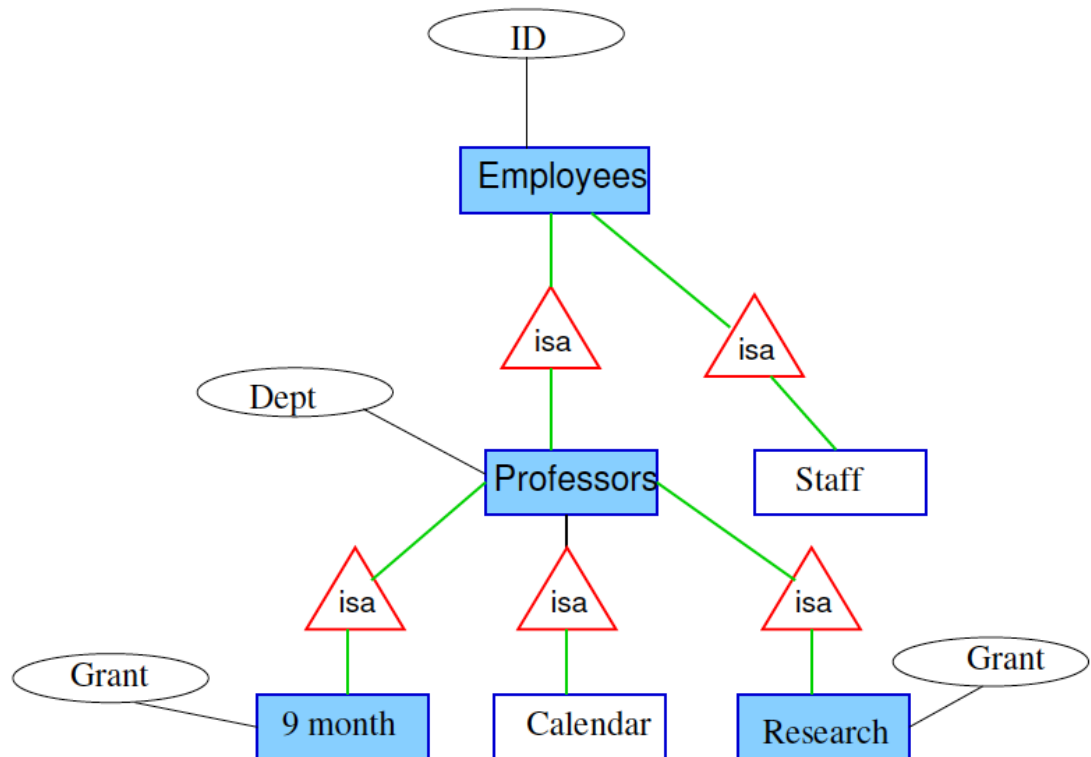 ID
Employees
isa
isa
Dept
Professors
Staff
isa
isa
isa
Grant
Grant
9 month
Calendar
Research